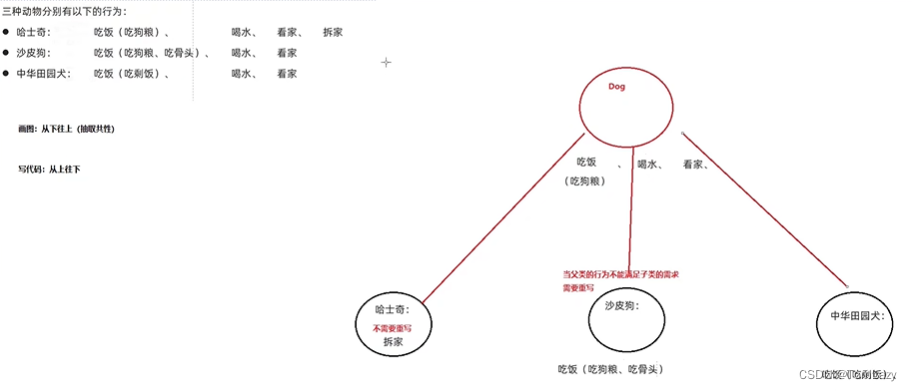 三种动物分别有以下的行为：
● 哈士奇： 吃饭（吃狗粮）、 喝水、 看家、 拆家
● 沙皮狗： 吃饭（吃狗粮、吃骨头）、 喝水、 看家
● 中华田园犬： 吃饭（吃剩饭）、 喝水、 看家
画图：从下往上（抽取共性）
写代码：从上往下
Dog
吃饭 、 喝水、 看家、
（吃狗粮）
当父类的行为不能满足子类的需求
需要重写
哈士奇：
不需要重写
拆家
沙皮狗：
吃饭（吃狗粮、吃骨头）
中华田园犬：
吃饭（吃剩饭）、